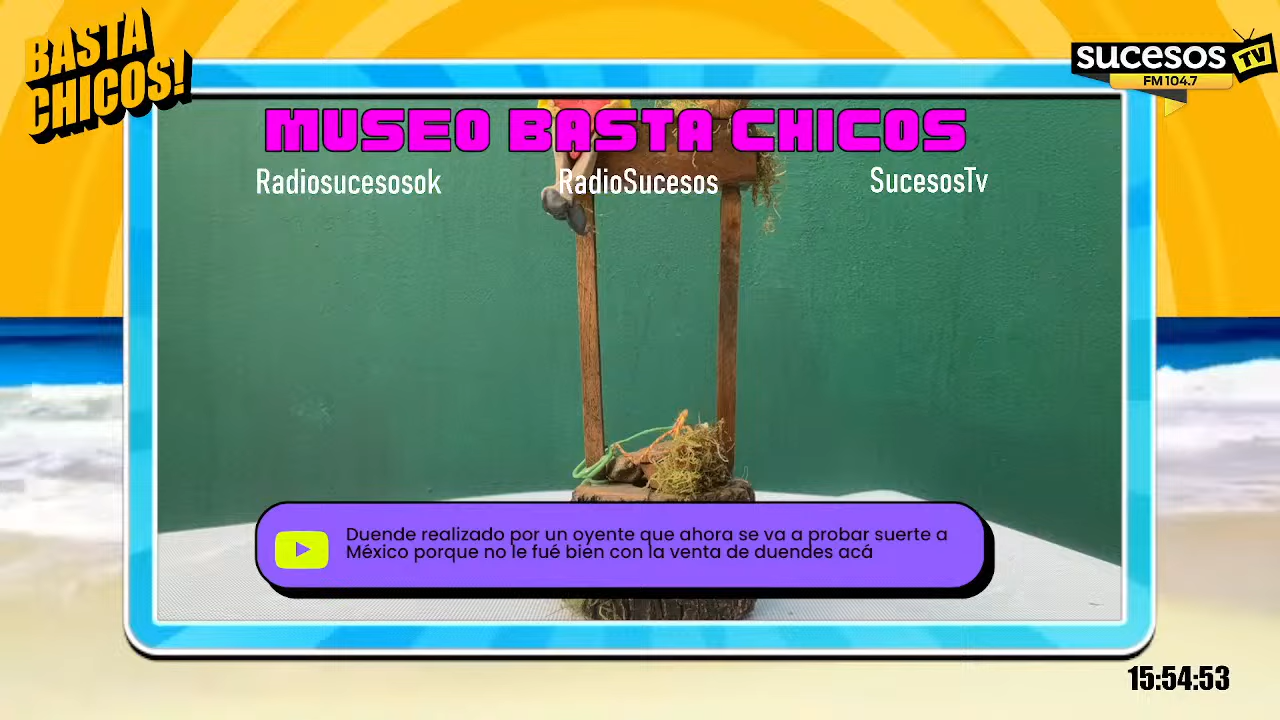 BASTA
CHICOS!
sucesos TV
FM 104.7
MUSEO BASTA CHICOS
Radiosucesosok
RadioSucesos
SucesosTv
Duende realizado por un oyente que ahora se va a probar suerte a
México porque no le fué bien con la venta de duendes acá
15:54:53